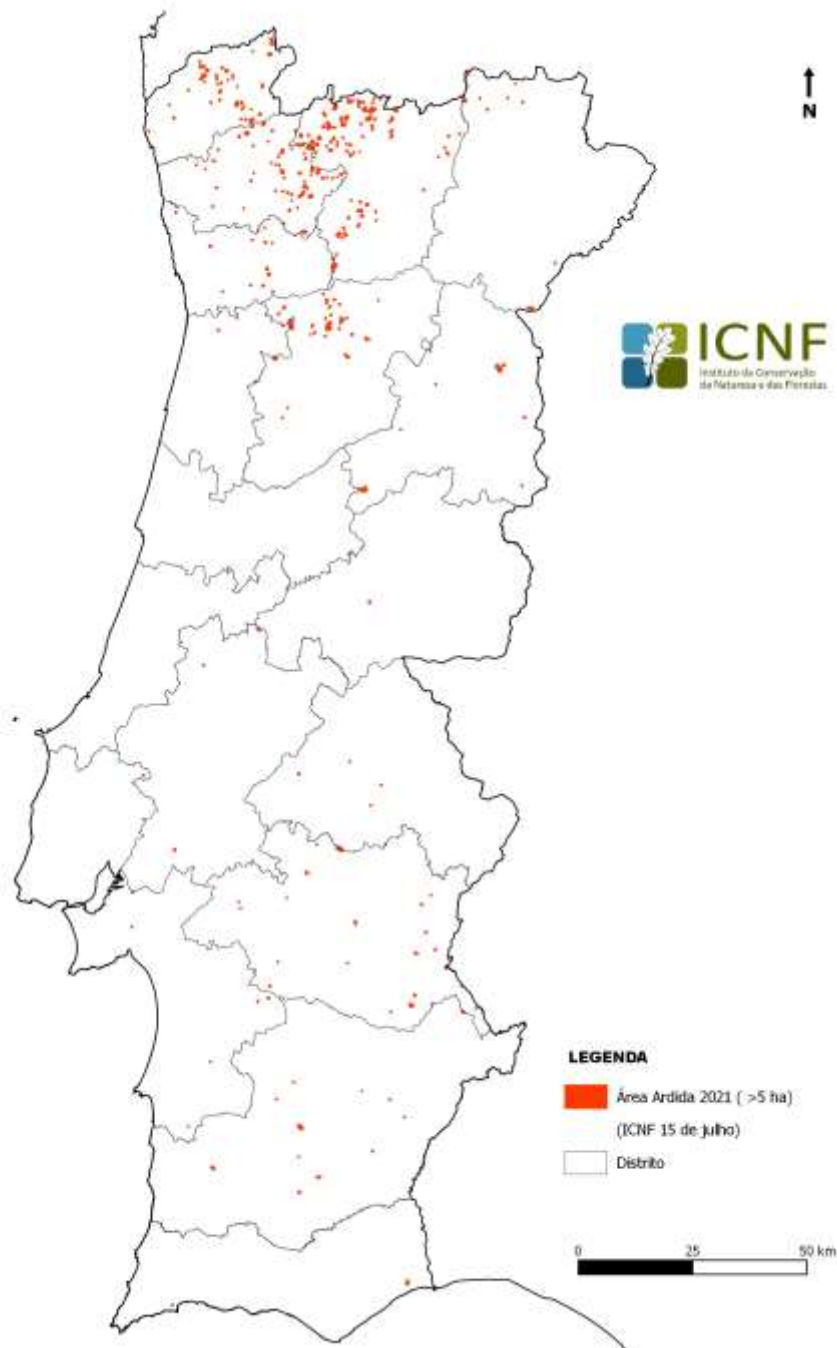 N
ICNF
Instituto da Conservação
da Natureza e das Florestas
LEGENDA
Área Ardida 2021 ( >5 ha)
(ICNF 15 de julho)
Distrito
0 25 50 km